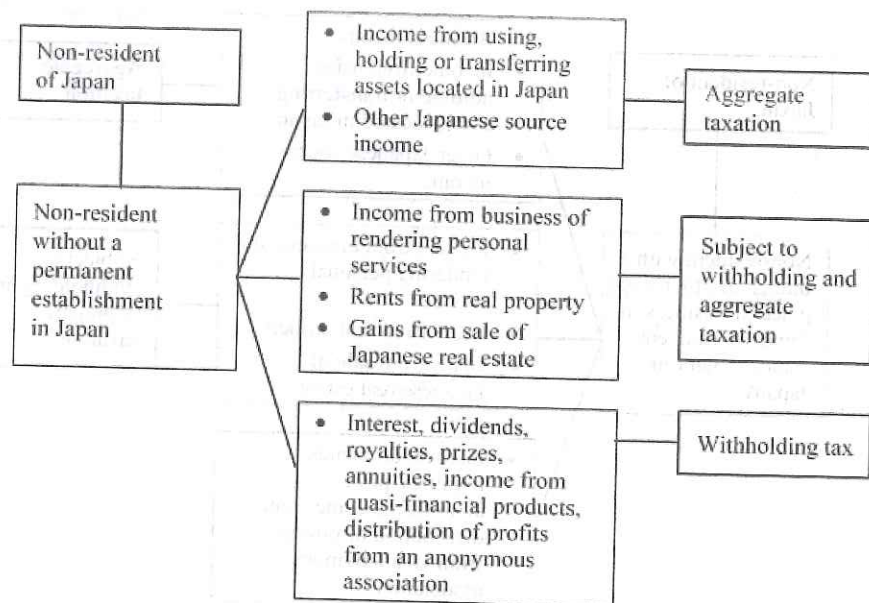 Non-resident
of Japan
Non-resident
without a
permanent
establishment
in Japan
• Income from using,
holding or transferring
assets located in Japan
• Other Japanese source
income
Aggregate
taxation
• Income from business of
rendering personal
services
• Rents from real property
• Gains from sale of
Japanese real estate
Subject to
withholding and
aggregate
taxation
• Interest, dividends,
royalties, prizes,
annuities, income from
quasi-financial products,
distribution of profits
from an anonymous
association
Withholding tax